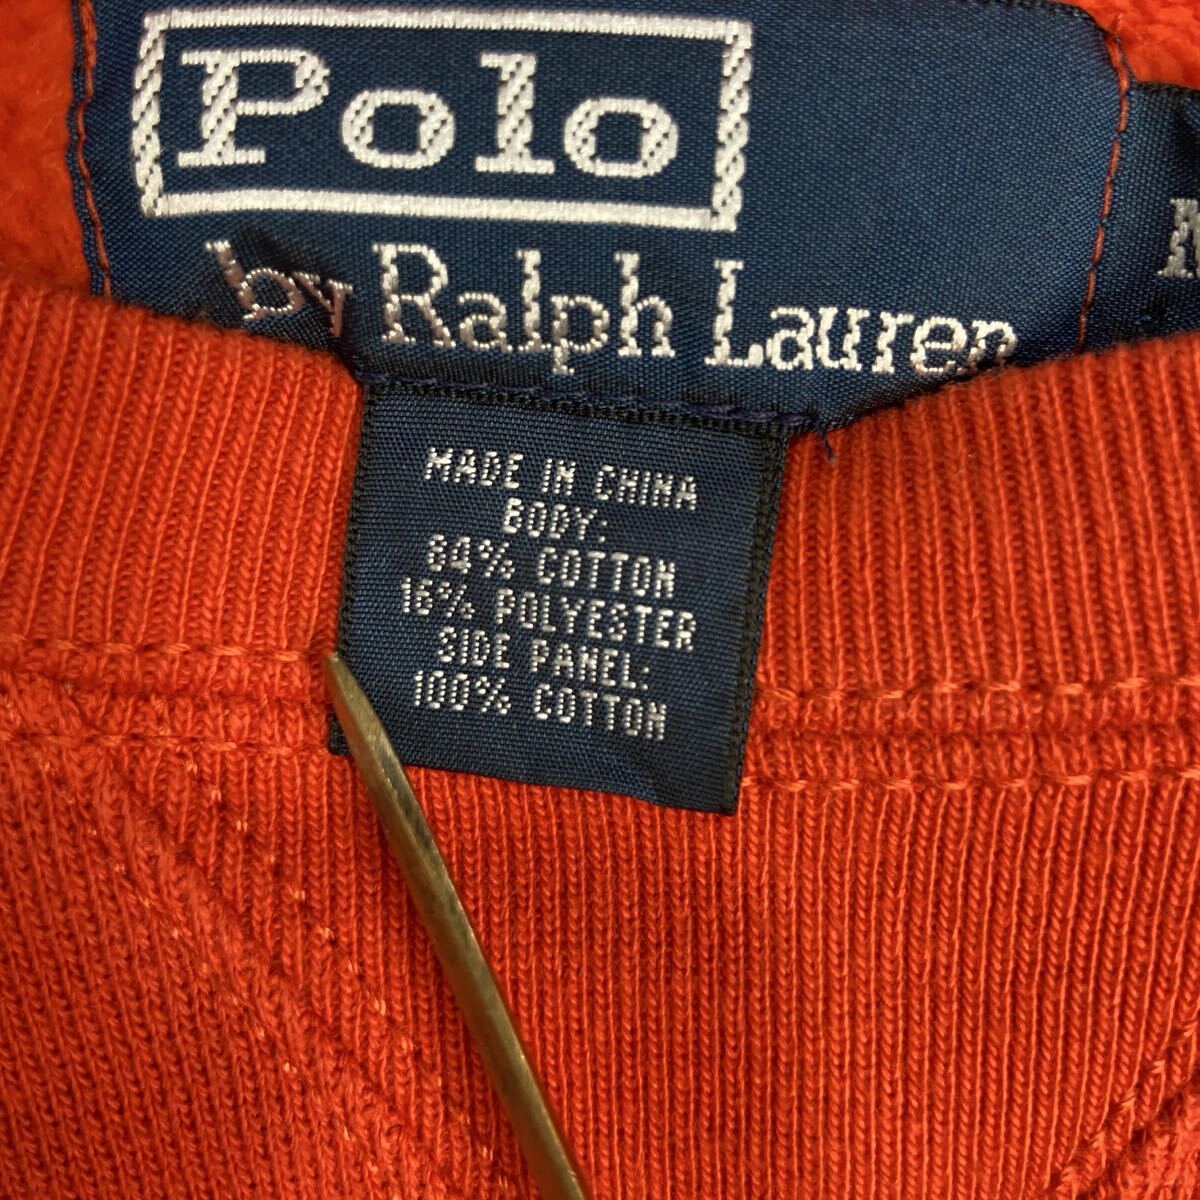 Polo
by Ralph Lauren
MADE IN CHINA
BODY:
84% COTTON
16% POLYESTER
SIDE PANEL:
100% COTTON